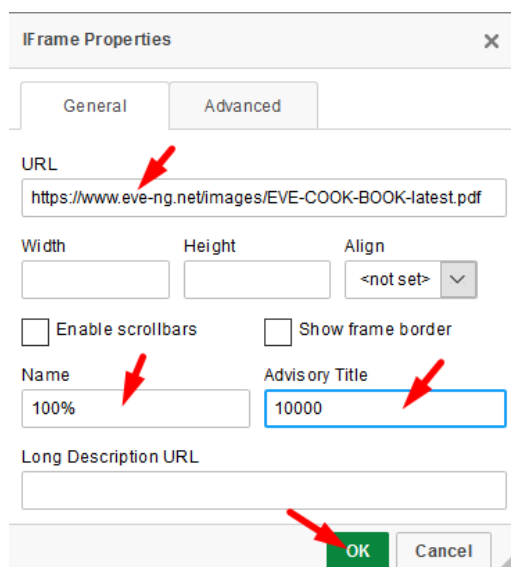 IFrame Properties
General Advanced
URL
https://www.eve-ng.net/images/EVE-COOK-BOOK-latest.pdf
Width Height Align
<not set>
Enable scrollbars Show frame border
Name Advisory Title
100% 10000
Long Description URL
OK Cancel